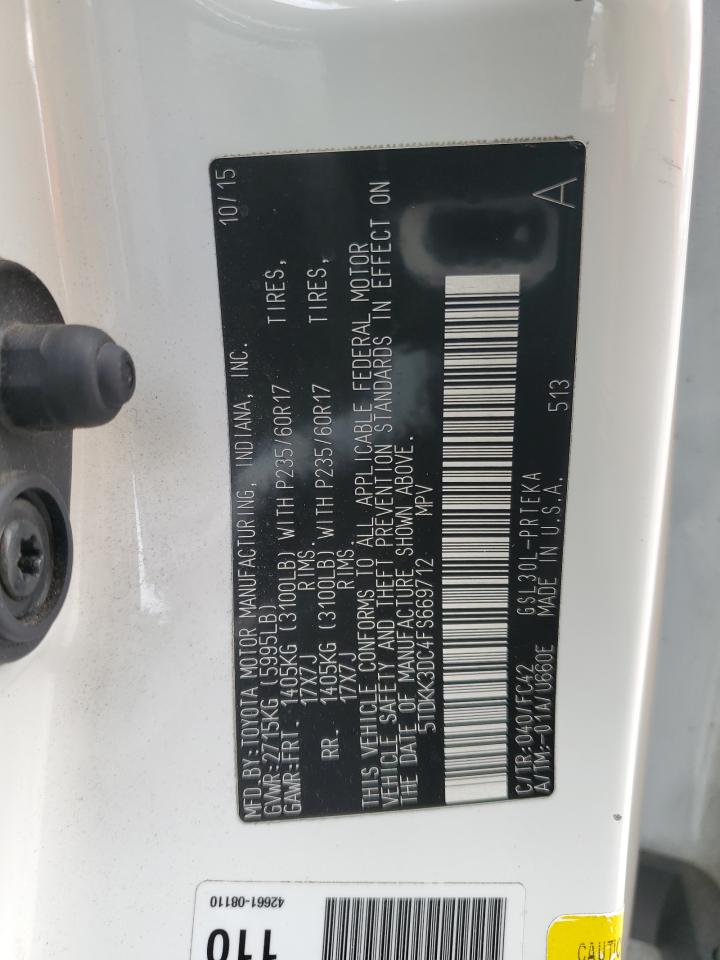 MFD.BY:TOYOTA MOTOR MANUFACTURING, INDIANA, INC. 10/15
GVWR:2715KG (5995LB)
GAWR:FRT. 1405KG (3100LB) WITH P235/60R17 TIRES,
17X7J RIMS.
RR. 1405KG (3100LB) WITH P235/60R17 TIRES,
17X7J RIMS.
THIS VEHICLE CONFORMS TO ALL APPLICABLE FEDERAL MOTOR
VEHICLE SAFETY AND THEFT PREVENTION STANDARDS IN EFFECT ON
THE DATE OF MANUFACTURE SHOWN ABOVE.
5TDKK3DC4FS669712 MPV
C/TR:040/FC42 GSL30L-PRTEKA 513 A
A/TM:-01A/U660E MADE IN U.S.A.
42661-08110
110
CAUTIO